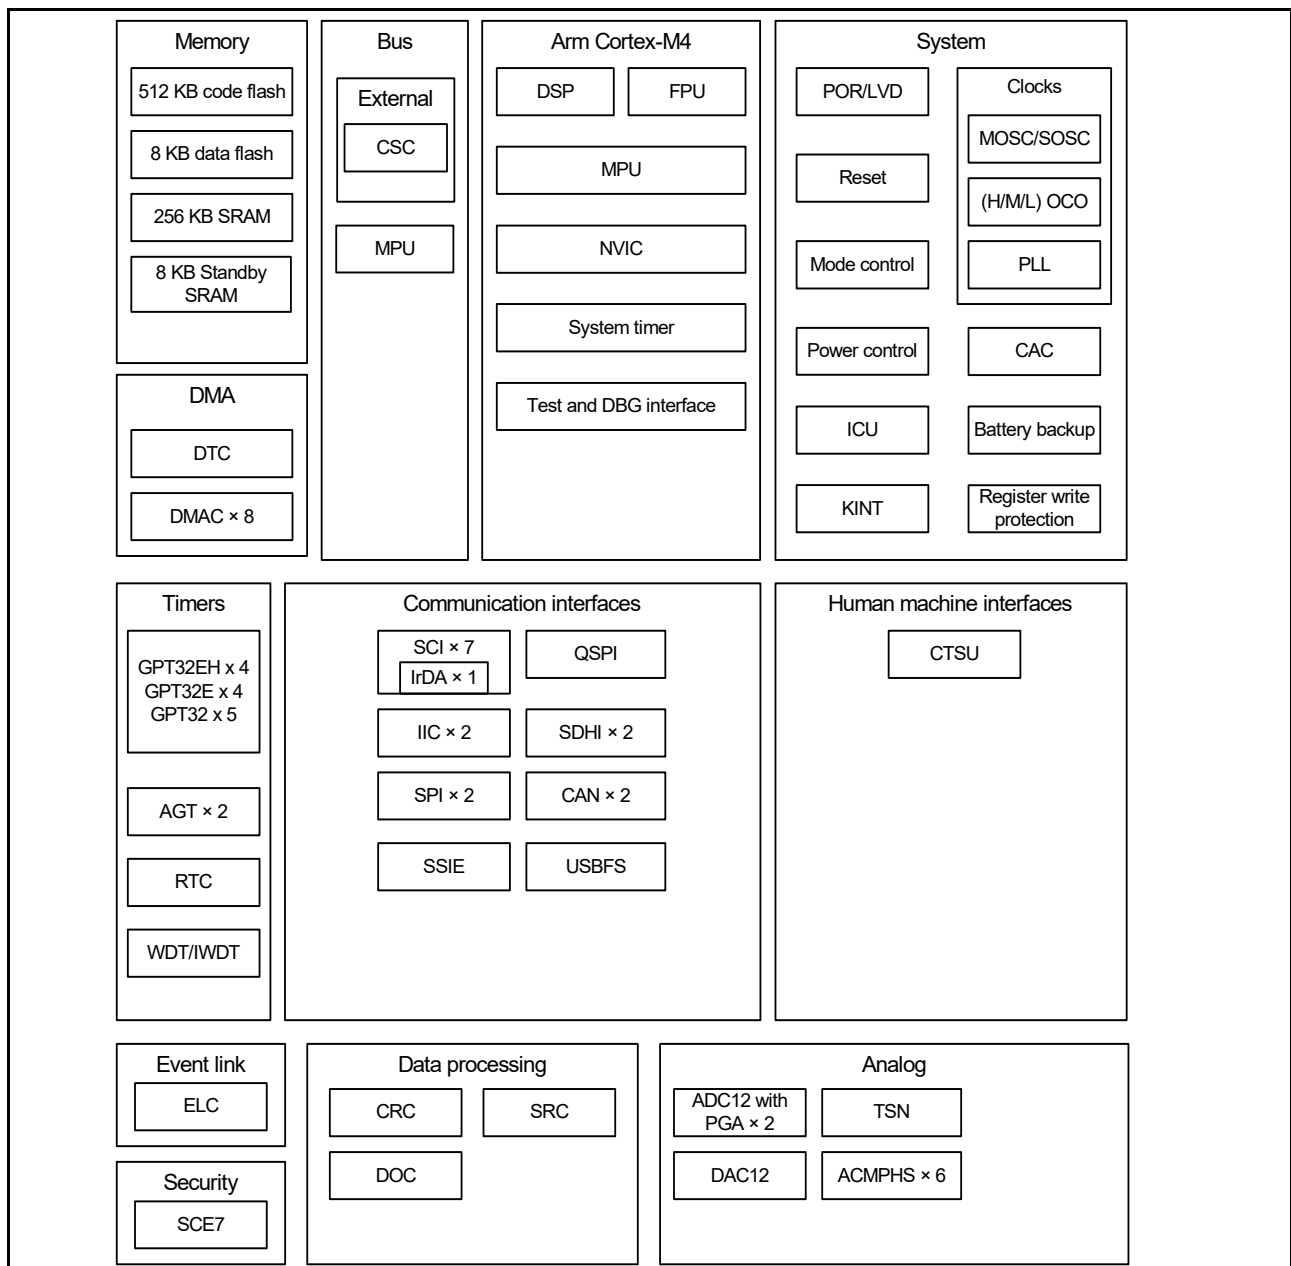 Memory
512 KB code flash
8 KB data flash
256 KB SRAM
8 KB Standby
SRAM
DMA
DTC
DMAC × 8
Bus
External
CSC
MPU
Arm Cortex-M4
DSP
FPU
MPU
NVIC
System timer
Test and DBG interface
System
POR/LVD
Reset
Mode control
Power control
ICU
KINT
Clocks
MOSC/SOSC
(H/M/L) OCO
PLL
CAC
Battery backup
Register write
protection
Timers
GPT32EH x 4
GPT32E x 4
GPT32 x 5
AGT × 2
RTC
WDT/IWDT
Communication interfaces
SCI × 7
IrDA × 1
QSPI
IIC × 2
SDHI × 2
SPI × 2
CAN × 2
SSIE
USBFS
Human machine interfaces
CTSU
Event link
ELC
Security
SCE7
Data processing
CRC
SRC
DOC
Analog
ADC12 with
PGA × 2
TSN
DAC12
ACMPHS × 6